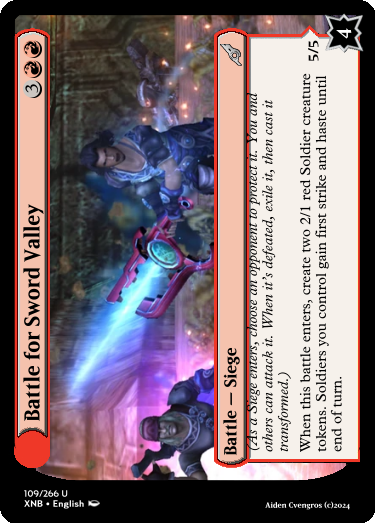 Battle for Sword Valley
3
Battle — Siege
(As a Siege enters, choose an opponent to protect it. You and
others can attack it. When it's defeated, exile it, then cast it
transformed.)
When this battle enters, create two 2/1 red Soldier creature
tokens. Soldiers you control gain first strike and haste until
end of turn.
5/5
4
109/266 U
XNB • English
Aiden Cvengros (c)2024